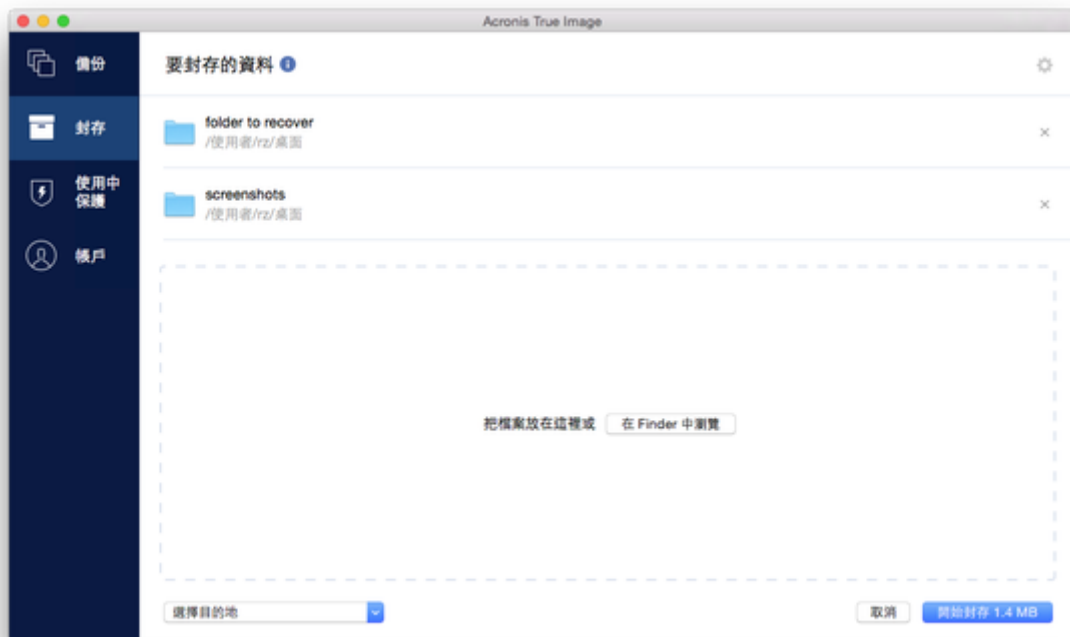 Acronis True Image
備份
封存
使用中
保護
帳戶
要封存的資料
folder to recover
/使用者/rz/桌面
screenshots
/使用者/rz/桌面
把檔案放在這裡或
在 Finder 中瀏覽
選擇目的地
取消
開始封存 1.4 MB